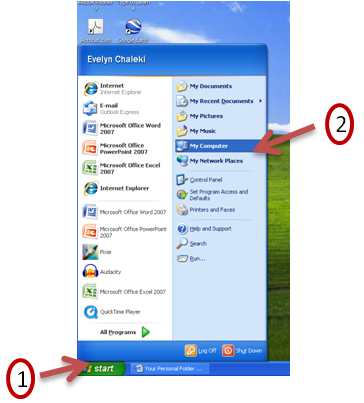 Acrobat.com Google Earth
Evelyn Chaleki
Internet
Internet Explorer
E-mail
Outlook Express
Microsoft Office Word
2007
Microsoft Office
PowerPoint 2007
Microsoft Office Excel
2007
Internet Explorer
Microsoft Office Word 2007
Microsoft Office PowerPoint
2007
Pixie
Audacity
Microsoft Office Excel 2007
QuickTime Player
All Programs
My Documents
My Recent Documents
My Pictures
My Music
My Computer
My Network Places
Control Panel
Set Program Access and
Defaults
Printers and Faxes
Help and Support
Search
Run...
Log Off Shut Down
start Your Personal Folder ...
1
2